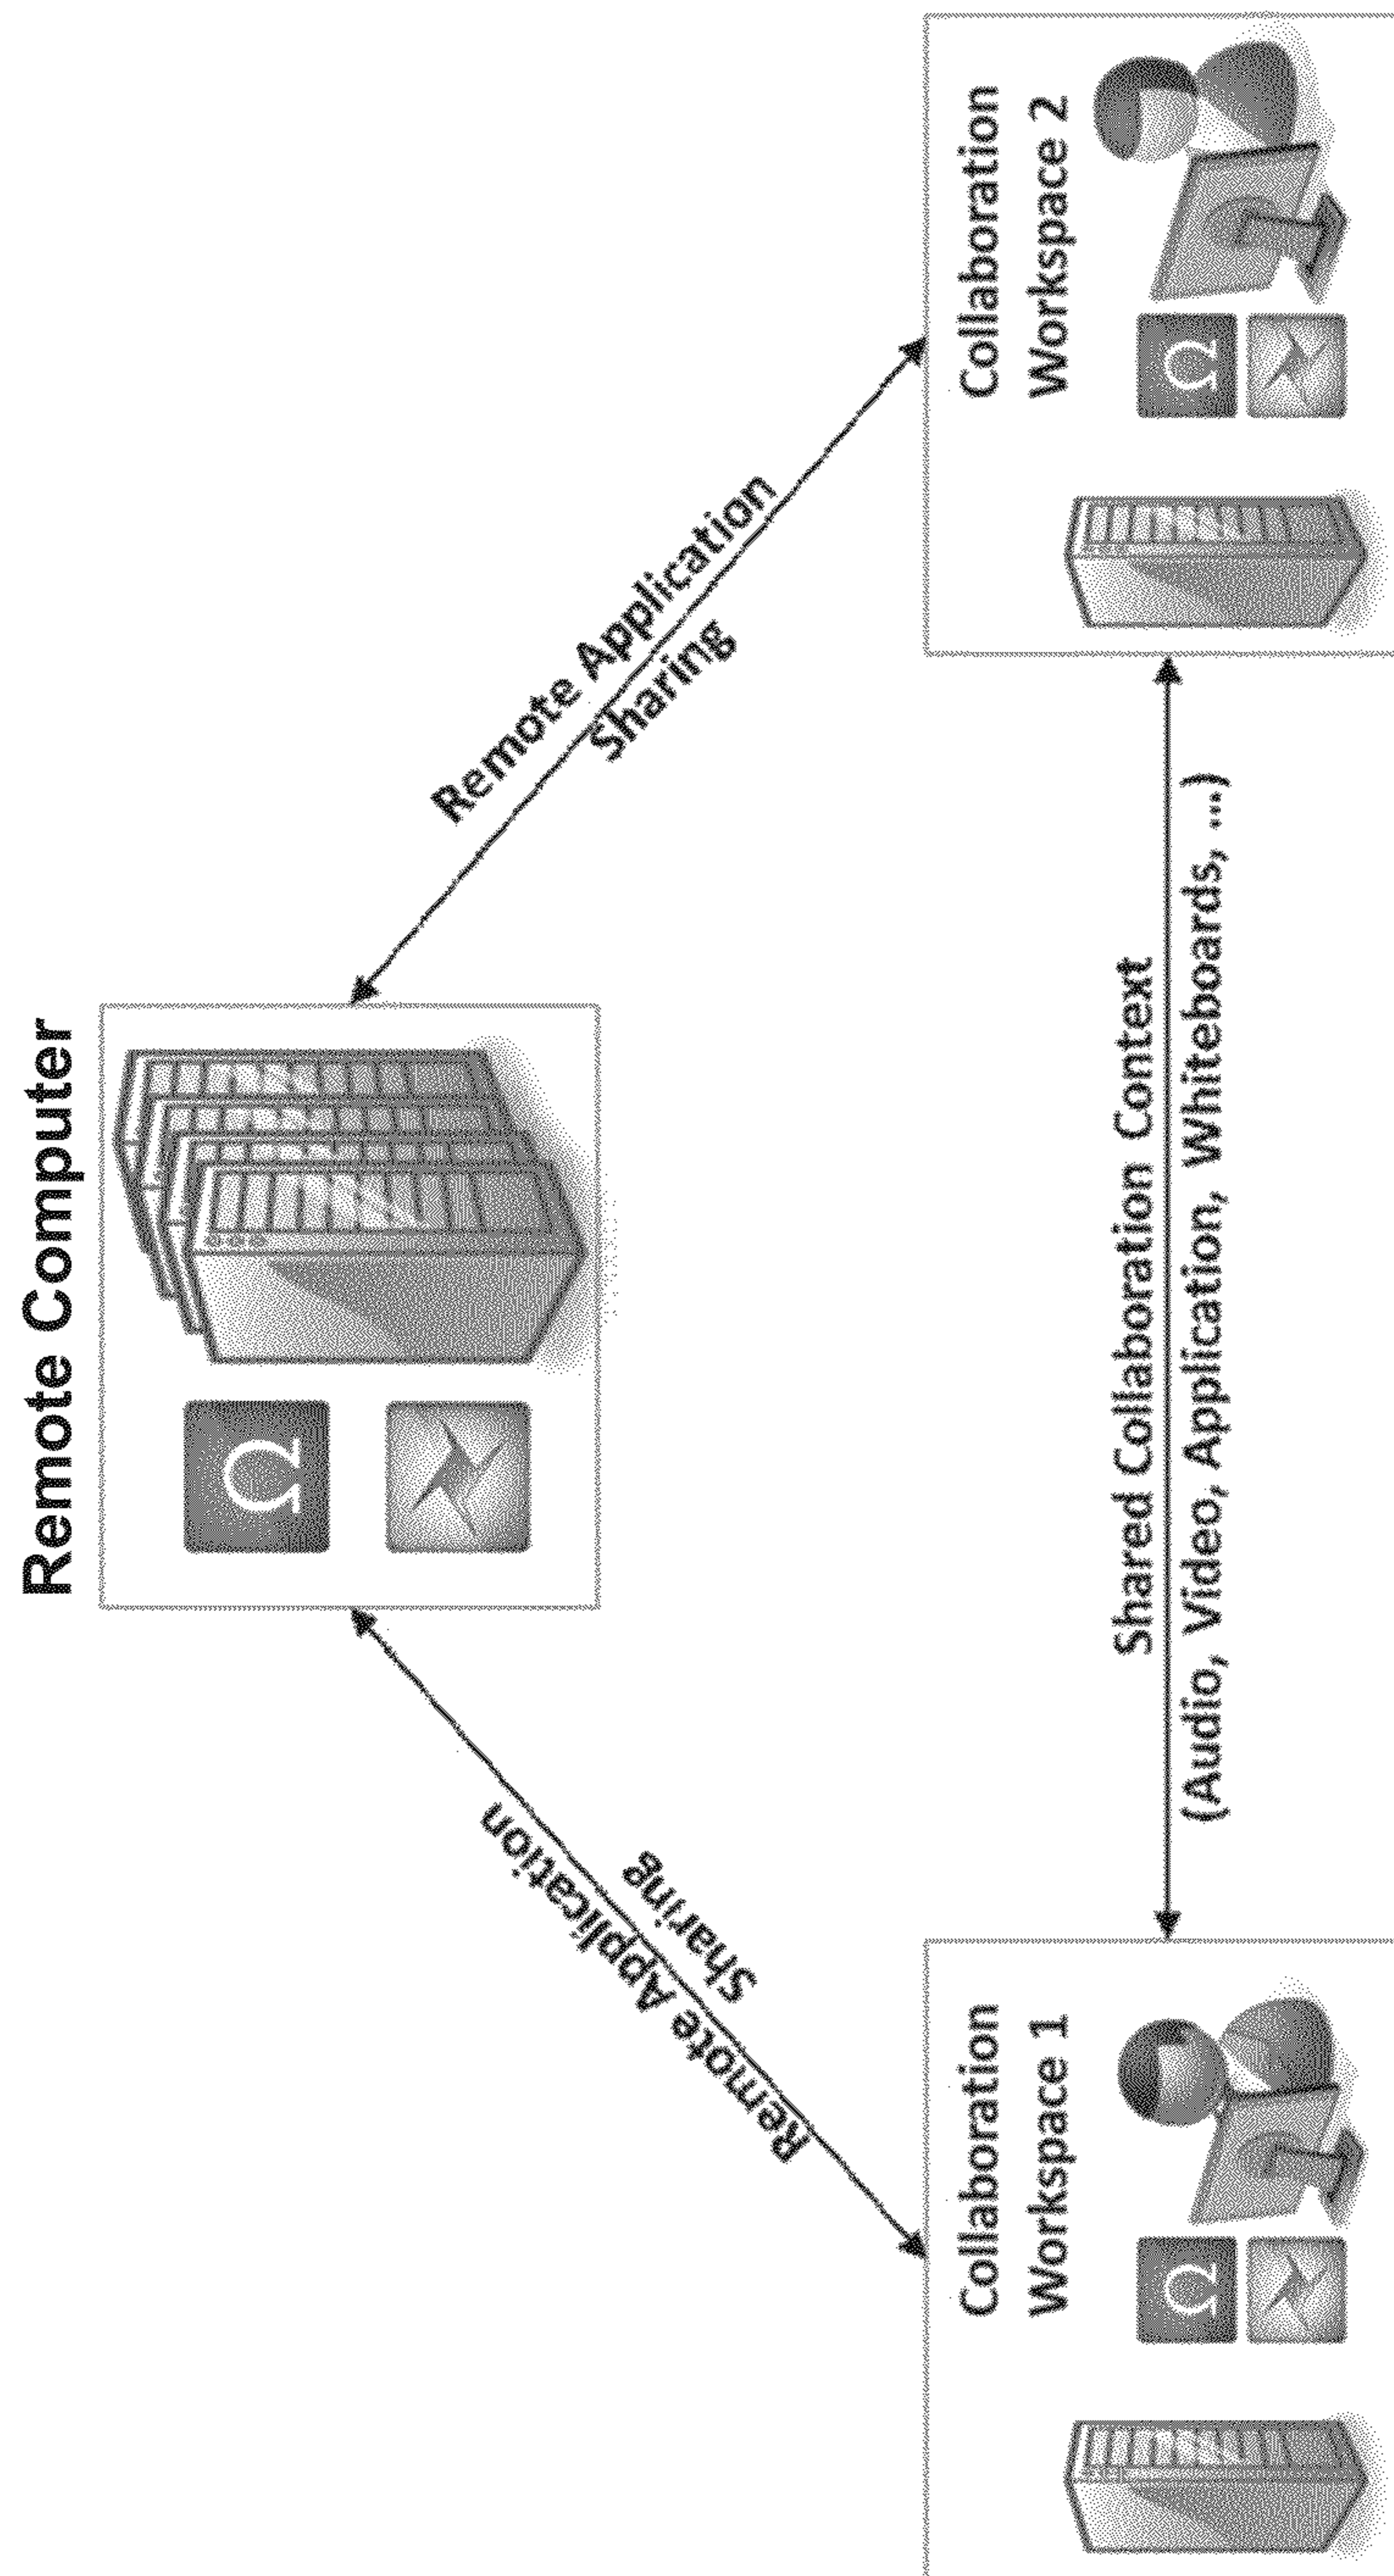 Remote Computer
Ω
Remote Application
Sharing
Remote Application
Sharing
Shared Collaboration Context
(Audio, Video, Application, Whiteboards, ...)
Collaboration
Workspace 1
Ω
Collaboration
Workspace 2
Ω